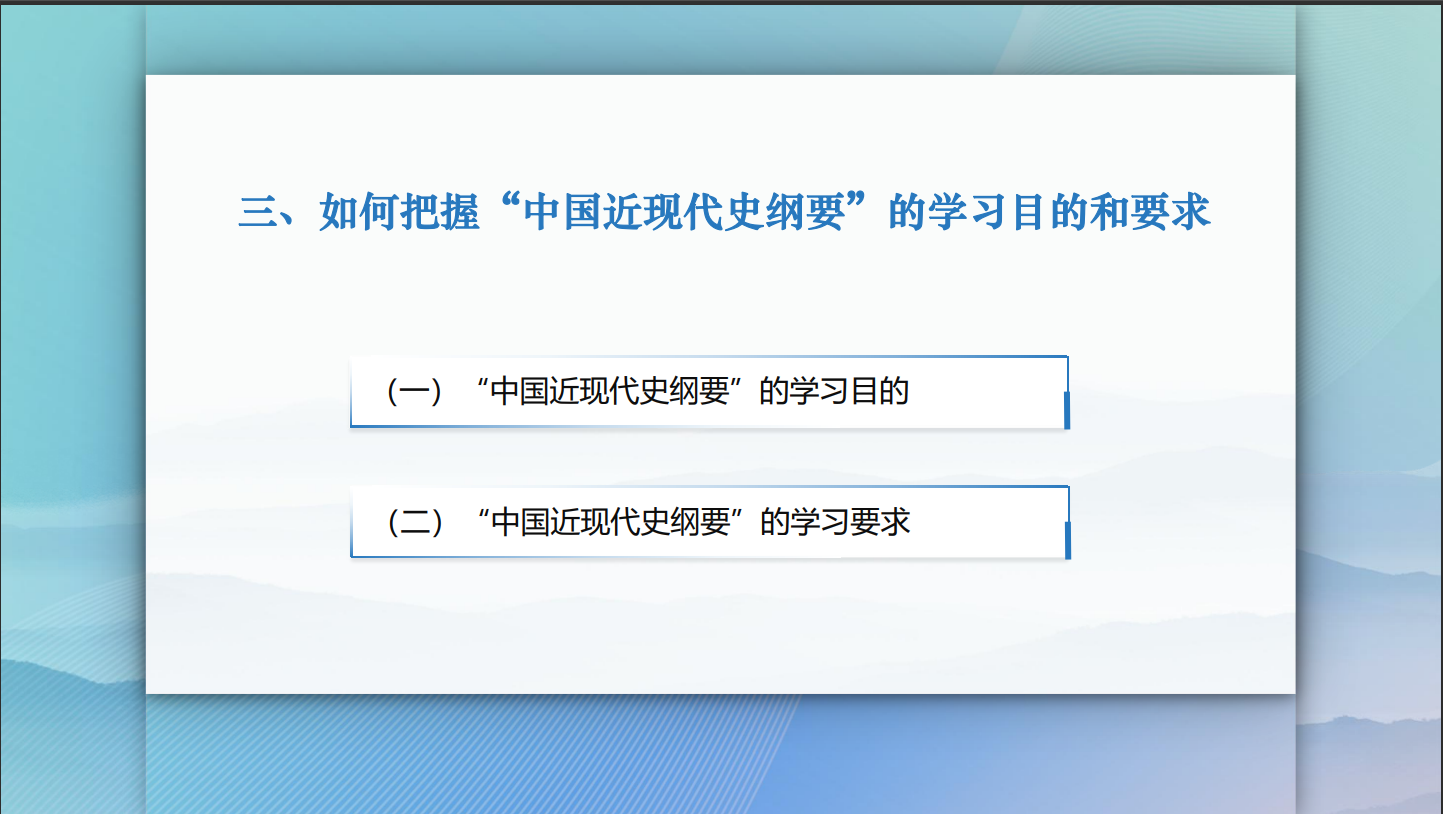 三、如何把握“中国近现代史纲要”的学习目的和要求
（一）“中国近现代史纲要”的学习目的
（二）“中国近现代史纲要”的学习要求